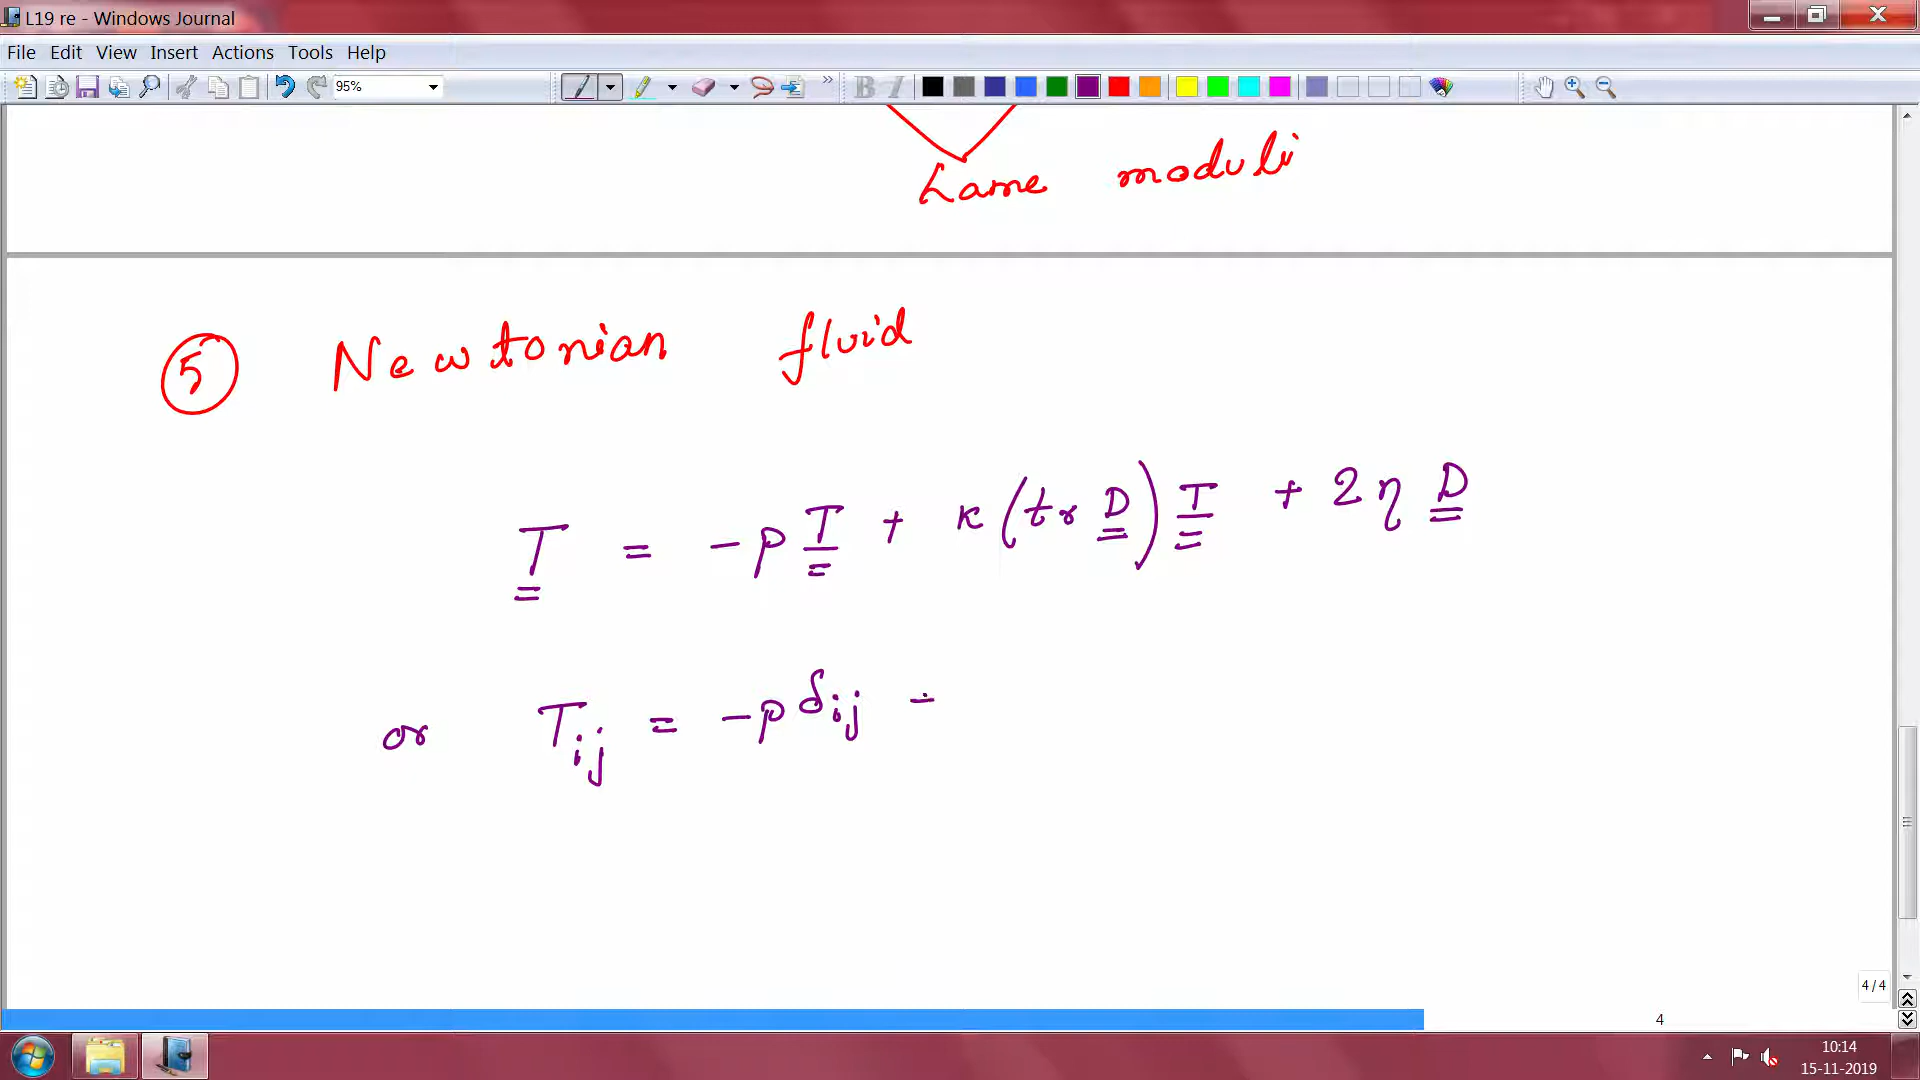 L19 re - Windows Journal
File Edit View Insert Actions Tools Help
95%
Lame moduli
5 Newtonian fluid
T = -p I + κ(tr D) I + 2η D
or T_ij = -p δ_ij -
4 / 4
4
10:14
15-11-2019